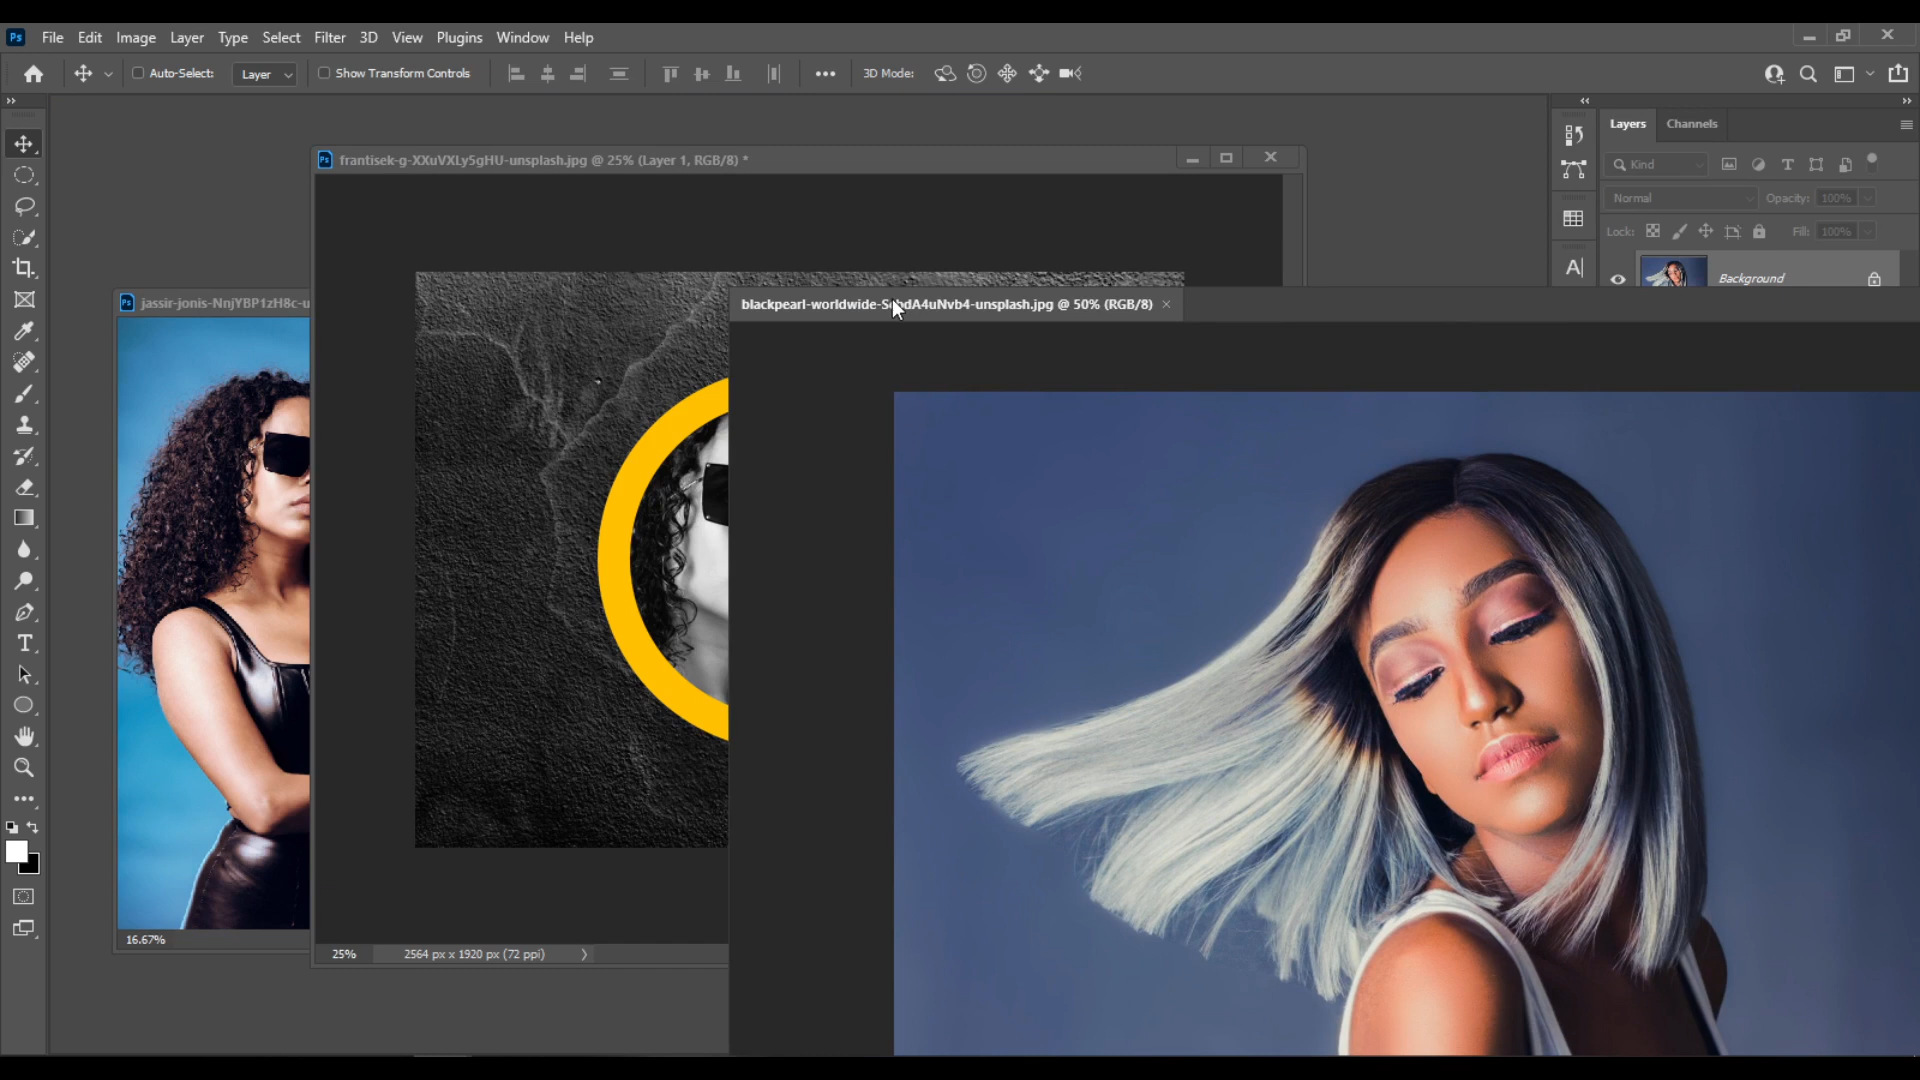 Ps File Edit Image Layer Type Select Filter 3D View Plugins Window Help
Auto-Select: Layer Show Transform Controls 3D Mode:
Layers Channels
Ps frantisek-g-XXuVXLy5gHU-unsplash.jpg @ 25% (Layer 1, RGB/8) *
Kind
Normal Opacity: 100%
Lock: Fill: 100%
Background
Ps jassir-jonis-NnjYBP1zH8c-u
blackpearl-worldwide- -unsplash.jpg @ 50% (RGB/8)
16.67%
25% 2564 px x 1920 px (72 ppi)